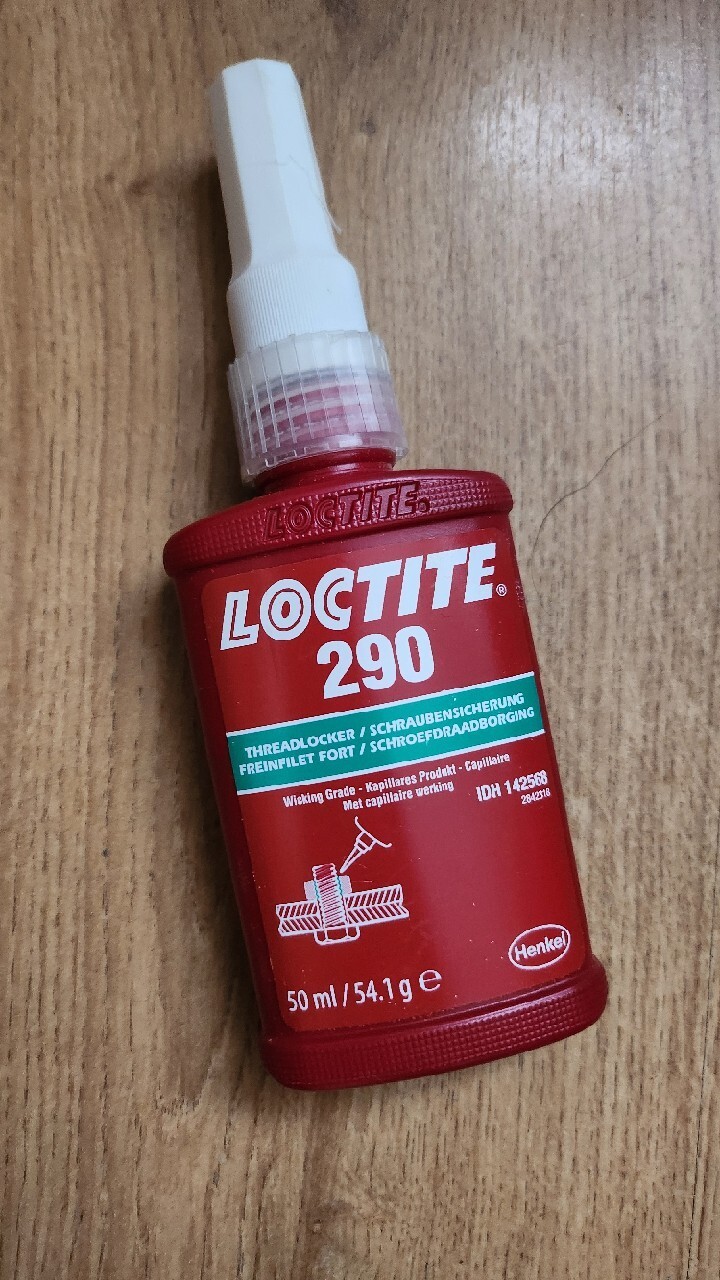 LOCTITE®
LOCTITE®
290
THREADLOCKER / SCHRAUBENSICHERUNG
FREINFILET FORT / SCHROEFDRAADBORGING
Wicking Grade - Kapillares Produkt - Capillaire
Met capillaire werking
IDH 142568
2842118
Henkel
50 ml / 54.1 g ℮